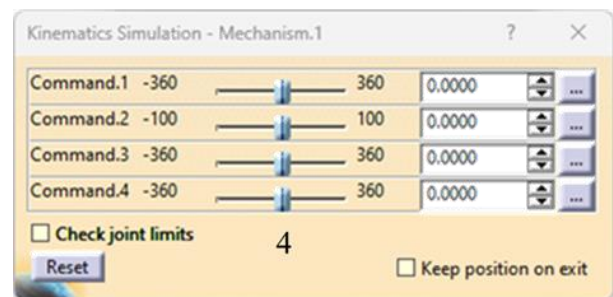 Kinematics Simulation - Mechanism.1 ? ×
Command.1 -360 360 0.0000 ...
Command.2 -100 100 0.0000 ...
Command.3 -360 360 0.0000 ...
Command.4 -360 360 0.0000 ...
Check joint limits
4
Reset Keep position on exit